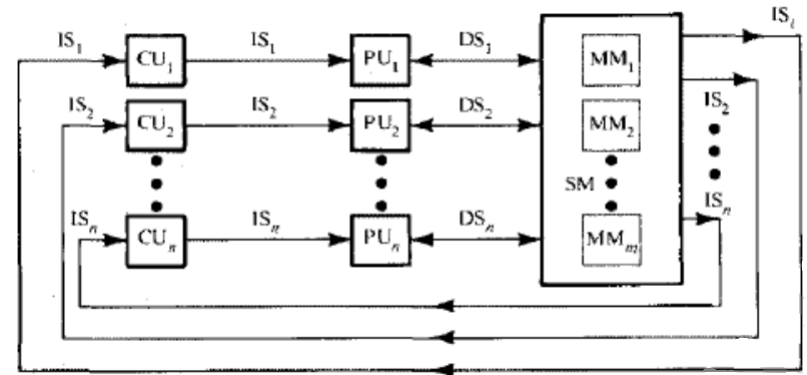 IS₁ IS₁ DS₁ ISᵢ
CU₁ PU₁ MM₁
IS₂ IS₂ DS₂ IS₂
CU₂ PU₂ MM₂
SM
ISₙ ISₙ DSₙ ISₙ
CUₙ PUₙ MMₘ